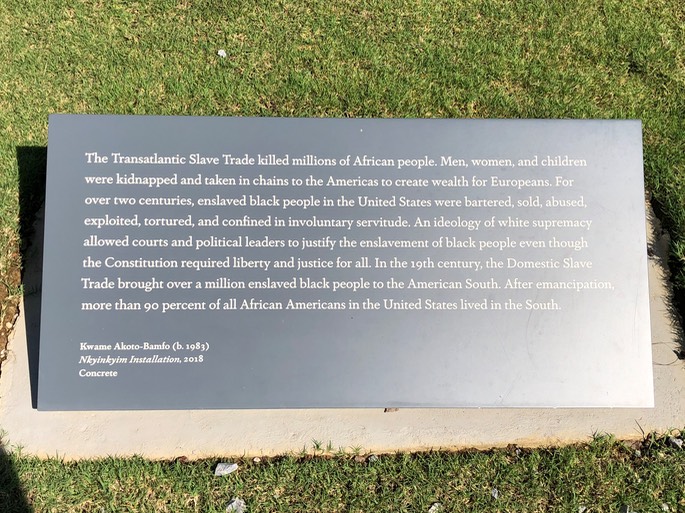 The Transatlantic Slave Trade killed millions of African people. Men, women, and children
were kidnapped and taken in chains to the Americas to create wealth for Europeans. For
over two centuries, enslaved black people in the United States were bartered, sold, abused,
exploited, tortured, and confined in involuntary servitude. An ideology of white supremacy
allowed courts and political leaders to justify the enslavement of black people even though
the Constitution required liberty and justice for all. In the 19th century, the Domestic Slave
Trade brought over a million enslaved black people to the American South. After emancipation,
more than 90 percent of all African Americans in the United States lived in the South.
Kwame Akoto-Bamfo (b. 1983)
Nkyinkyim Installation, 2018
Concrete